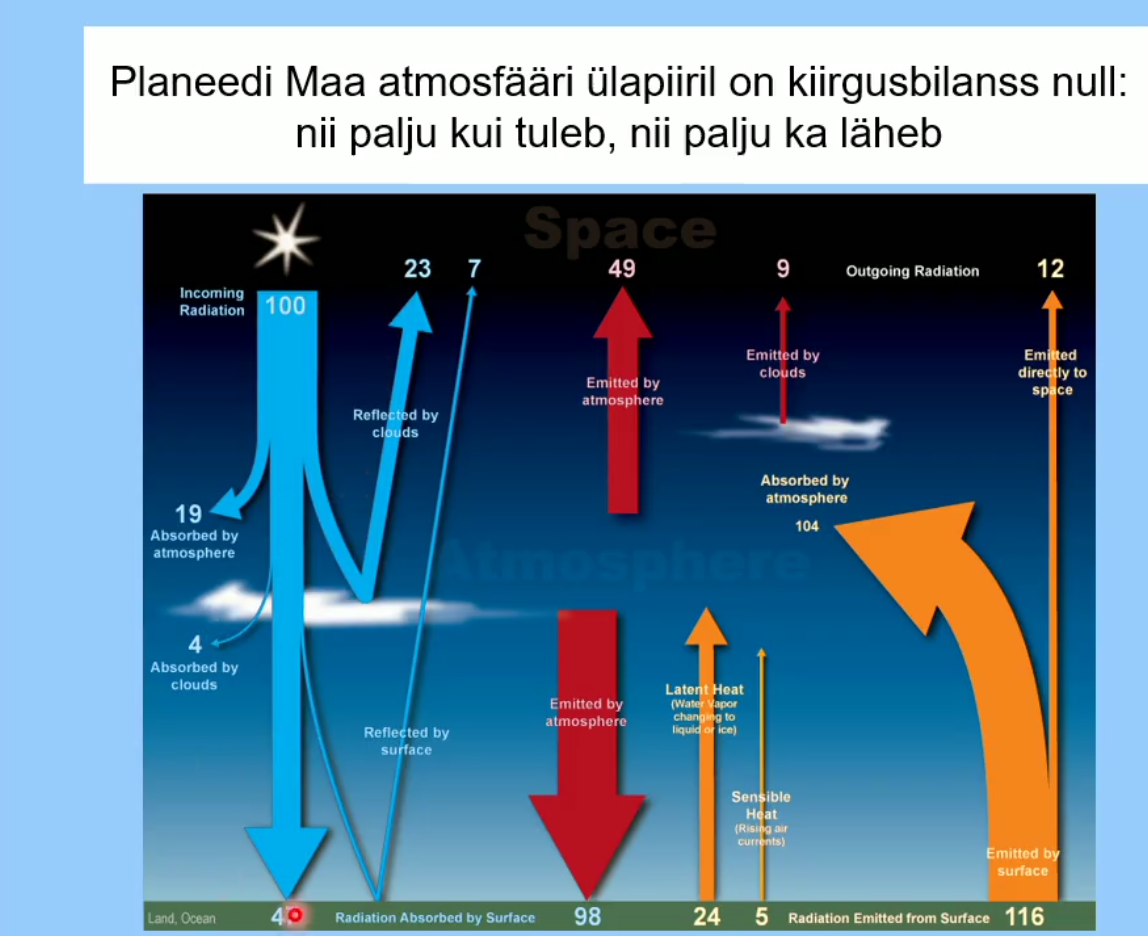 Planeedi Maa atmosfääri ülapiiril on kiirgusbilanss null:
nii palju kui tuleb, nii palju ka läheb
Space
23
7
49
9
Outgoing Radiation
12
Incoming
Radiation
100
Emitted by
clouds
Emitted
directly to
space
Emitted by
atmosphere
Reflected by
clouds
Absorbed by
atmosphere
104
19
Absorbed by
atmosphere
Atmosphere
4
Absorbed by
clouds
Reflected by
surface
Emitted by
atmosphere
Latent Heat
(Water Vapor
changing to
liquid or ice)
Sensible
Heat
(Rising air
currents)
Emitted by
surface
Land, Ocean
Radiation Absorbed by Surface
98
24
5
Radiation Emitted from Surface
116